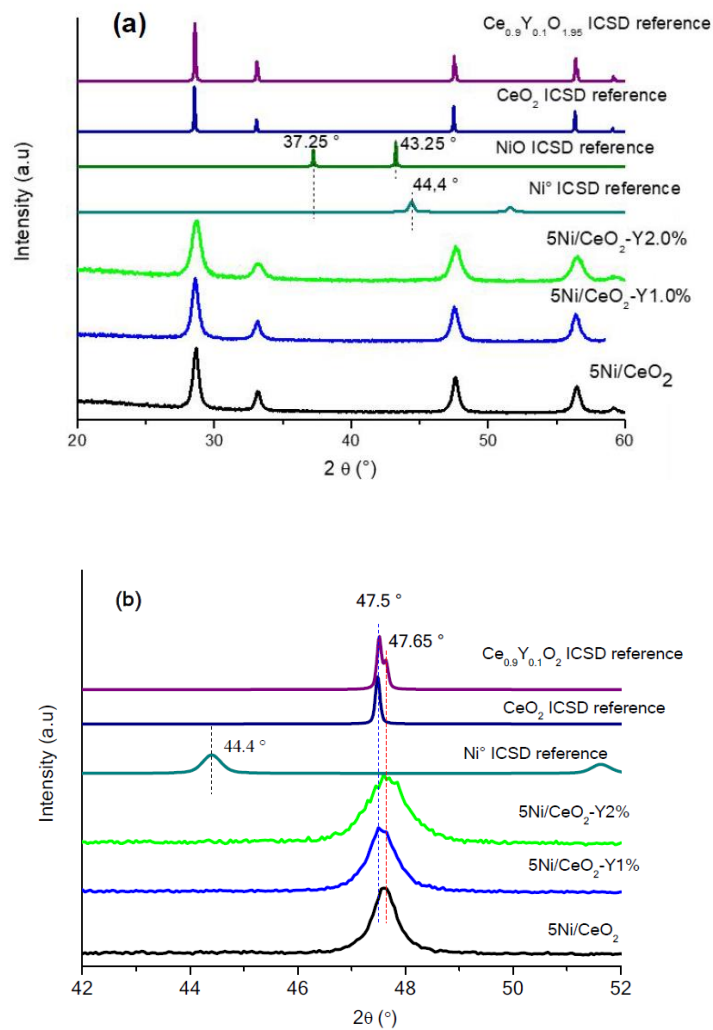 (a)
Ce0.9Y0.1O1.95 ICSD reference
CeO2 ICSD reference
37.25 °
43.25 °
NiO ICSD reference
Ni° ICSD reference
44,4 °
5Ni/CeO2-Y2.0%
5Ni/CeO2-Y1.0%
5Ni/CeO2
Intensity (a.u)
20 30 40 50 60
2 θ (°)
(b)
47.5 °
47.65 °
Ce0.9Y0.1O2 ICSD reference
CeO2 ICSD reference
44.4 °
Ni° ICSD reference
5Ni/CeO2-Y2%
5Ni/CeO2-Y1%
5Ni/CeO2
Intensity (a.u)
42 44 46 48 50 52
2θ (°)